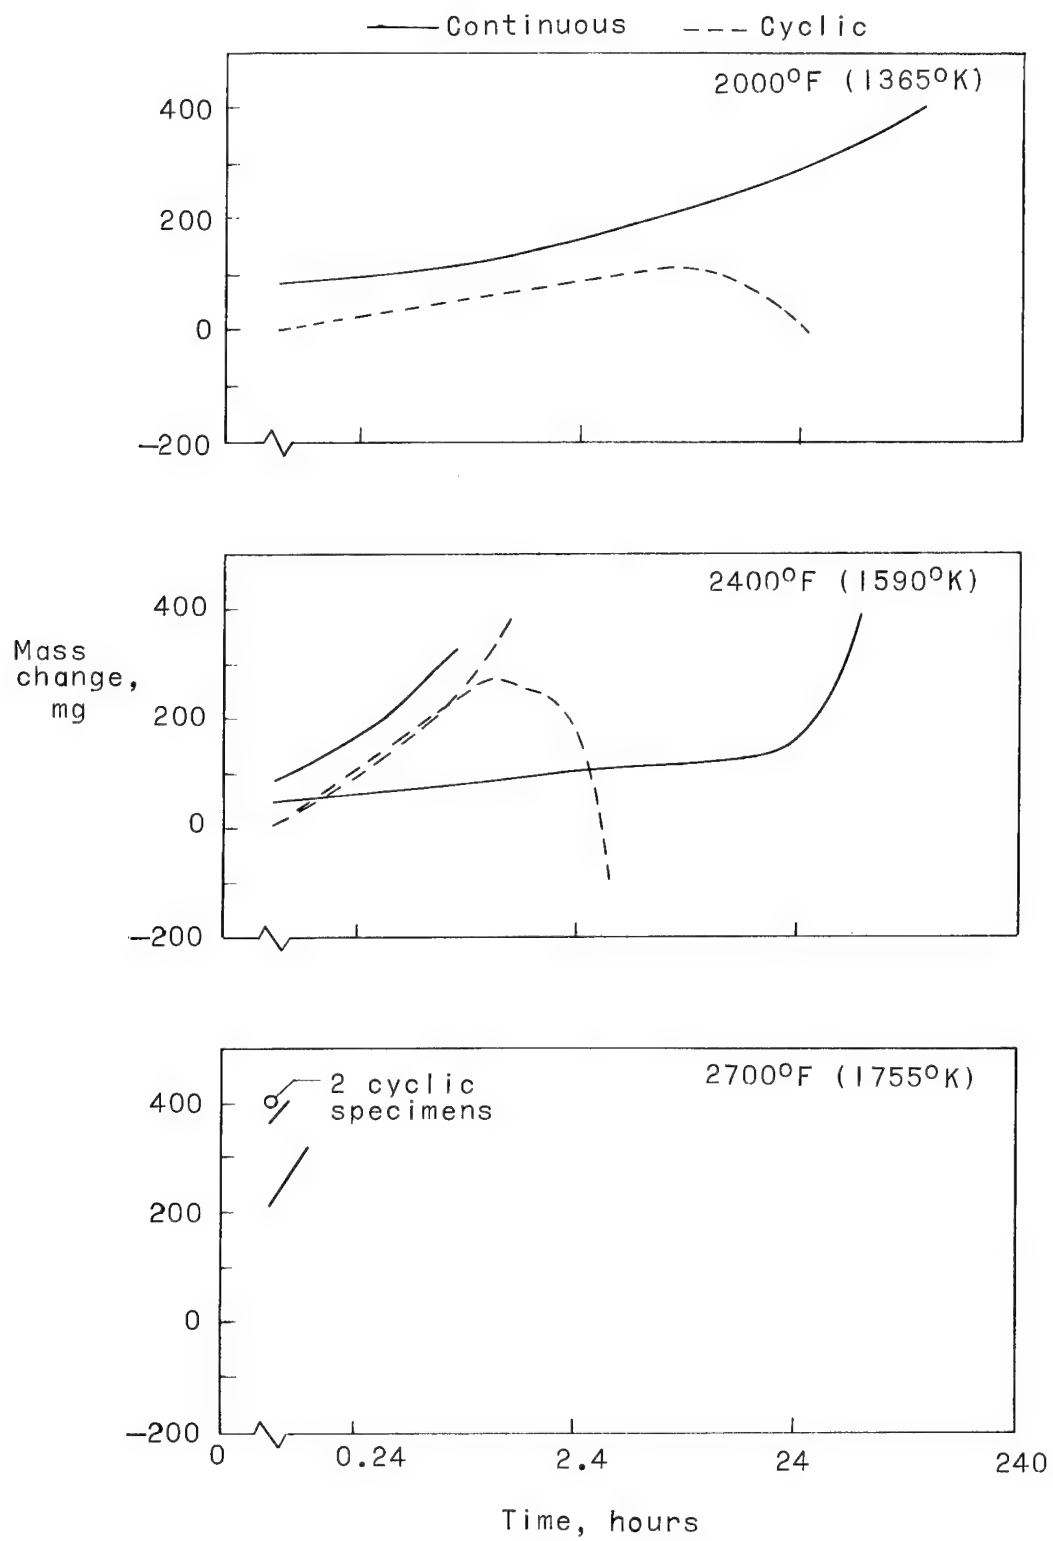 Continuous Cyclic
2000°F (1365°K)
400
200
0
−200
2400°F (1590°K)
400
Mass
change,
mg
200
0
−200
2700°F (1755°K)
2 cyclic
specimens
400
200
0
−200
0 0.24 2.4 24 240
Time, hours